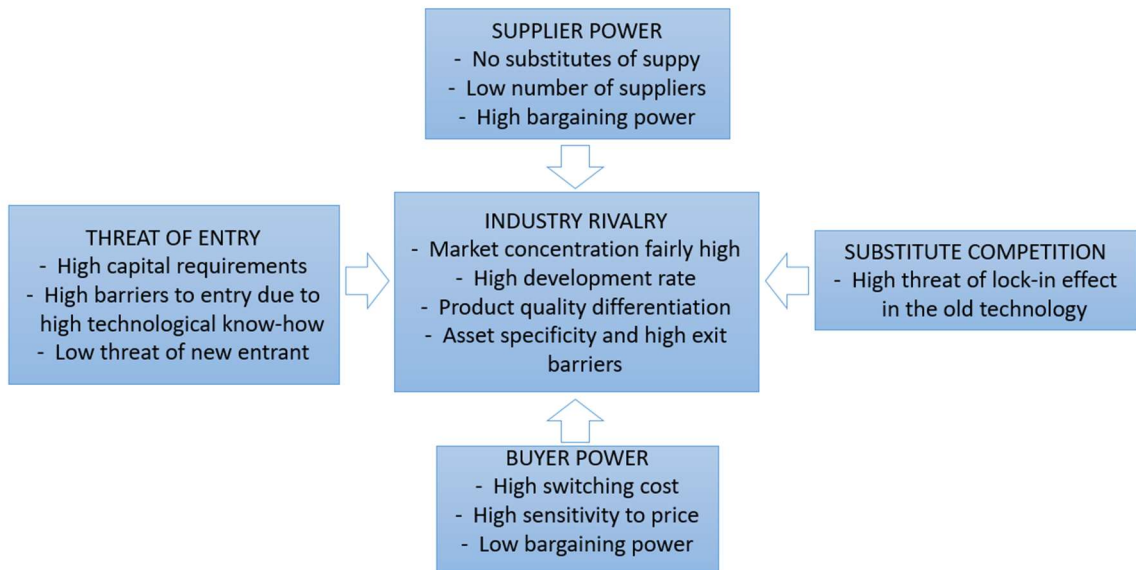 SUPPLIER POWER
- No substitutes of suppy
- Low number of suppliers
- High bargaining power
THREAT OF ENTRY
- High capital requirements
- High barriers to entry due to
high technological know-how
- Low threat of new entrant
INDUSTRY RIVALRY
- Market concentration fairly high
- High development rate
- Product quality differentiation
- Asset specificity and high exit
barriers
SUBSTITUTE COMPETITION
- High threat of lock-in effect
in the old technology
BUYER POWER
- High switching cost
- High sensitivity to price
- Low bargaining power